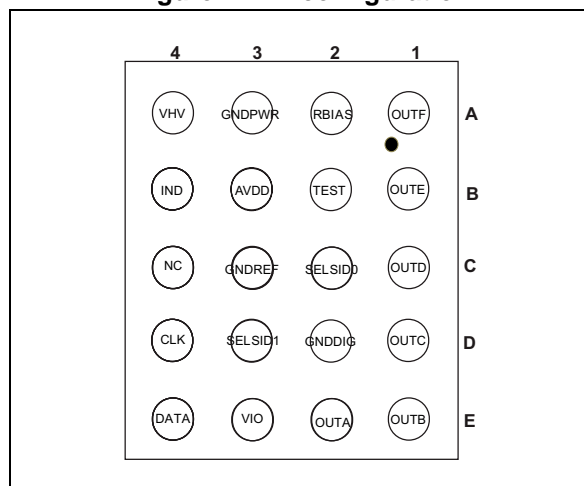 4 3 2 1
VHV GNDPWR RBIAS OUTF A
IND AVDD TEST OUTE B
NC GNDREF SELSID0 OUTD C
CLK SELSID1 GNDDIG OUTC D
DATA VIO OUTA OUTB E